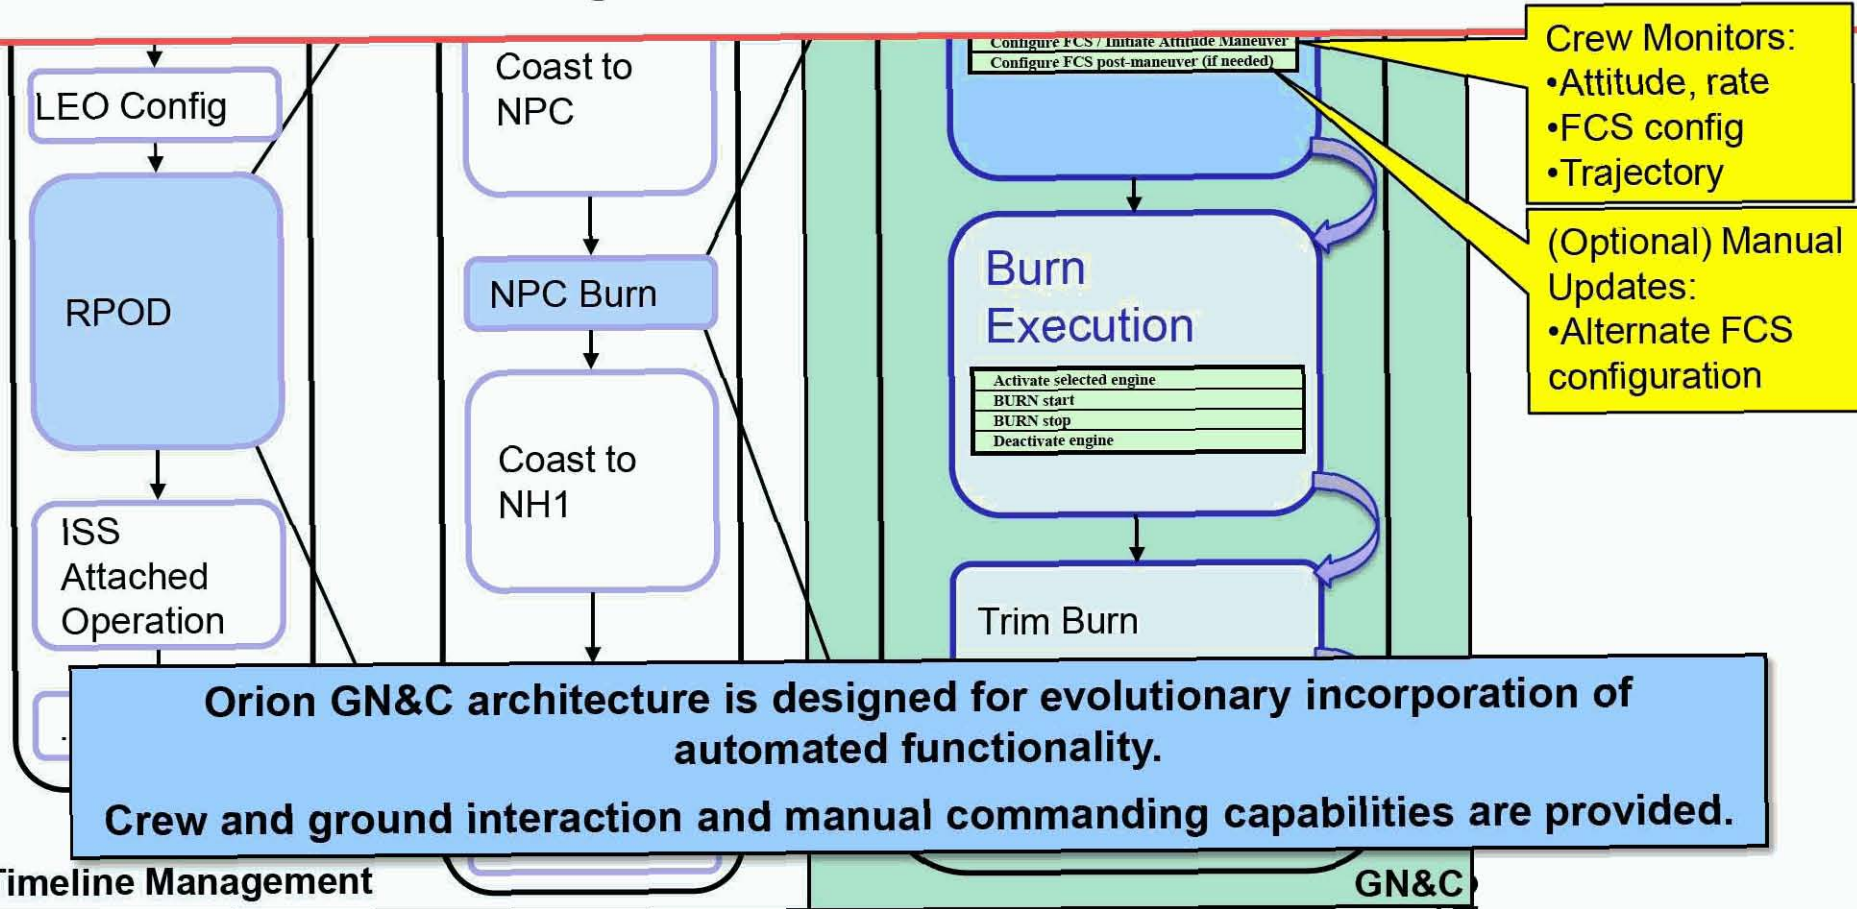 LEO Config
RPOD
ISS
Attached
Operation
.
Coast to
NPC
NPC Burn
Coast to
NH1
Configure FCS / Initiate Attitude Maneuver
Configure FCS post-maneuver (if needed)
Burn
Execution
Activate selected engine
BURN start
BURN stop
Deactivate engine
Trim Burn
Crew Monitors:
•Attitude, rate
•FCS config
•Trajectory
(Optional) Manual
Updates:
•Alternate FCS
configuration
Orion GN&C architecture is designed for evolutionary incorporation of
automated functionality.
Crew and ground interaction and manual commanding capabilities are provided.
Timeline Management
GN&C